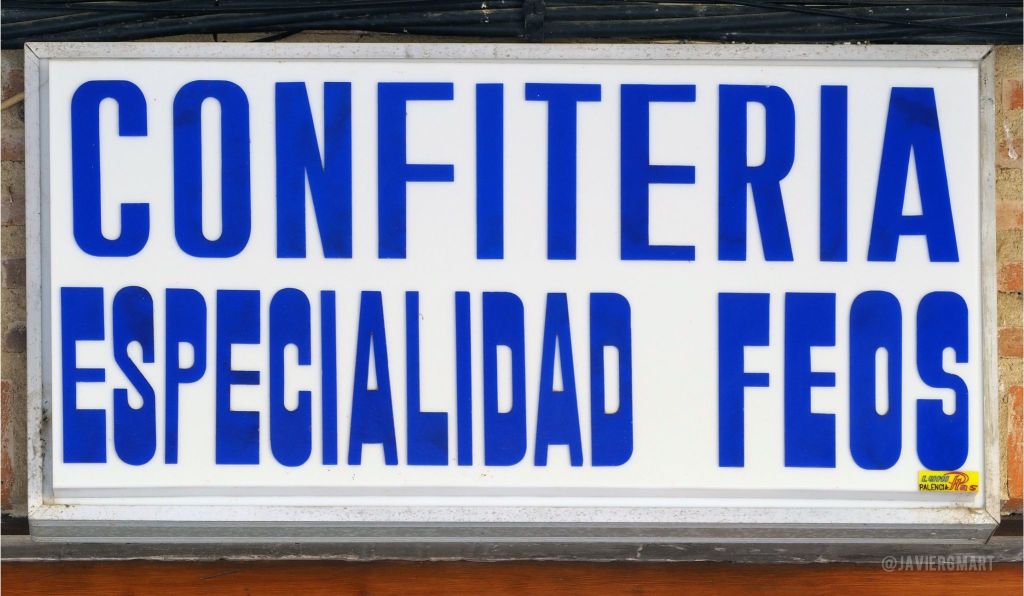 CONFITERIA
ESPECIALIDAD FEOS
PALENCIA
@JAVIERGMART